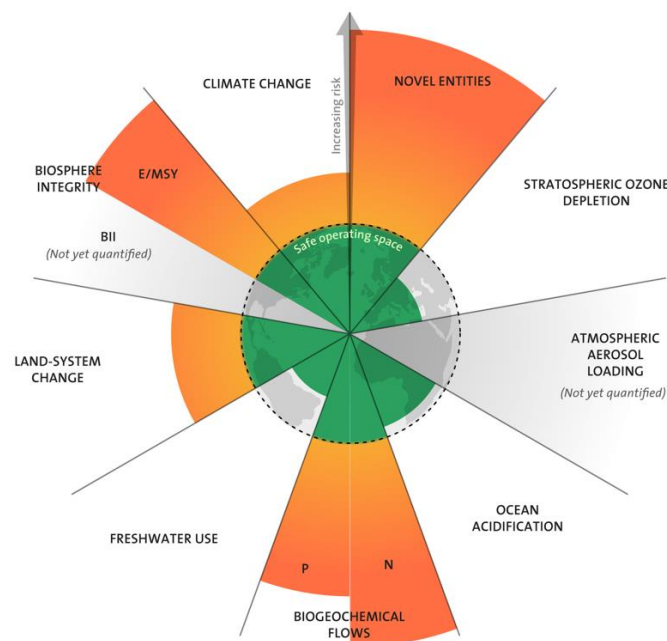 CLIMATE CHANGE
Increasing risk
NOVEL ENTITIES
BIOSPHERE
INTEGRITY
E/MSY
STRATOSPHERIC OZONE
DEPLETION
BII
(Not yet quantified)
Safe operating space
LAND-SYSTEM
CHANGE
ATMOSPHERIC
AEROSOL
LOADING
(Not yet quantified)
FRESHWATER USE
P
N
OCEAN
ACIDIFICATION
BIOGEOCHEMICAL
FLOWS